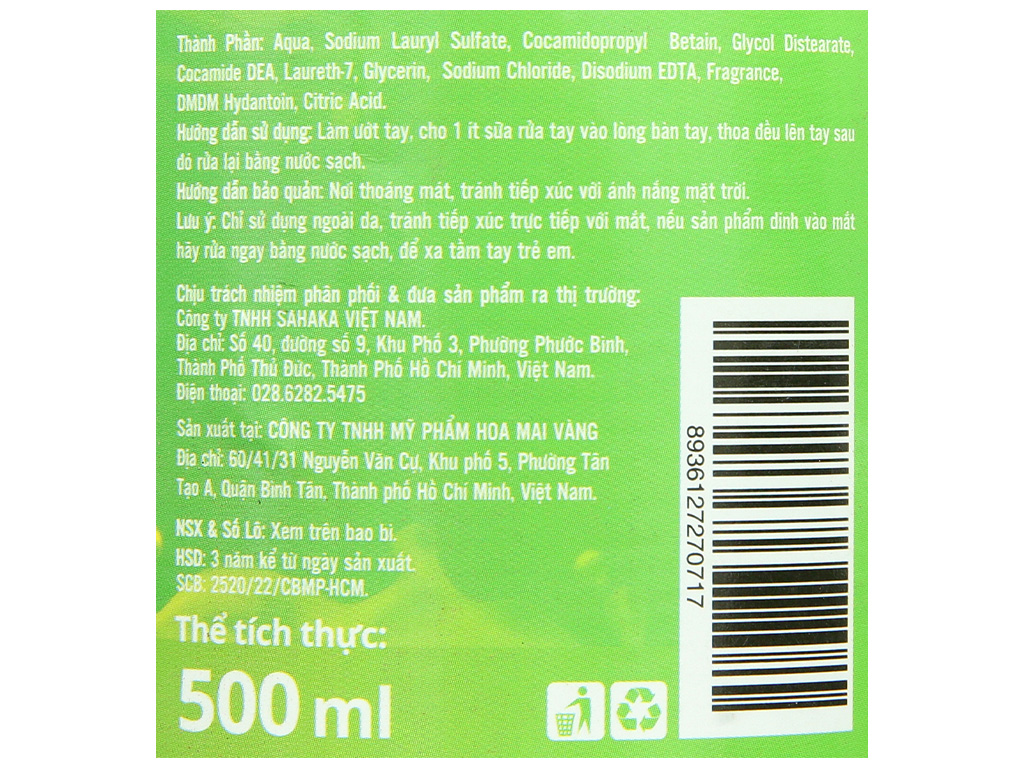 Thành Phần: Aqua, Sodium Lauryl Sulfate, Cocamidopropyl Betain, Glycol Distearate,
Cocamide DEA, Laureth-7, Glycerin, Sodium Chloride, Disodium EDTA, Fragrance,
DMDM Hydantoin, Citric Acid.
Hướng dẫn sử dụng: Làm ướt tay, cho 1 ít sữa rửa tay vào lòng bàn tay, thoa đều lên tay sau
đó rửa lại bằng nước sạch.
Hướng dẫn bảo quản: Nơi thoáng mát, tránh tiếp xúc với ánh nắng mặt trời.
Lưu ý: Chỉ sử dụng ngoài da, tránh tiếp xúc trực tiếp với mắt, nếu sản phẩm dính vào mắt
hãy rửa ngay bằng nước sạch, để xa tầm tay trẻ em.
Chịu trách nhiệm phân phối & đưa sản phẩm ra thị trường:
Công ty TNHH SAHAKA VIỆT NAM.
Địa chỉ: Số 40, đường số 9, Khu Phố 3, Phường Phước Bình,
Thành Phố Thủ Đức, Thành Phố Hồ Chí Minh, Việt Nam.
Điện thoại: 028.6282.5475
Sản xuất tại: CÔNG TY TNHH MỸ PHẨM HOA MAI VÀNG
Địa chỉ: 60/41/31 Nguyễn Văn Cự, Khu phố 5, Phường Tân
Tạo A, Quận Bình Tân, Thành phố Hồ Chí Minh, Việt Nam.
NSX & Số Lô: Xem trên bao bì.
HSD: 3 năm kể từ ngày sản xuất.
SCB: 2520/22/CBMP-HCM.
Thể tích thực:
500 ml
8936127270717